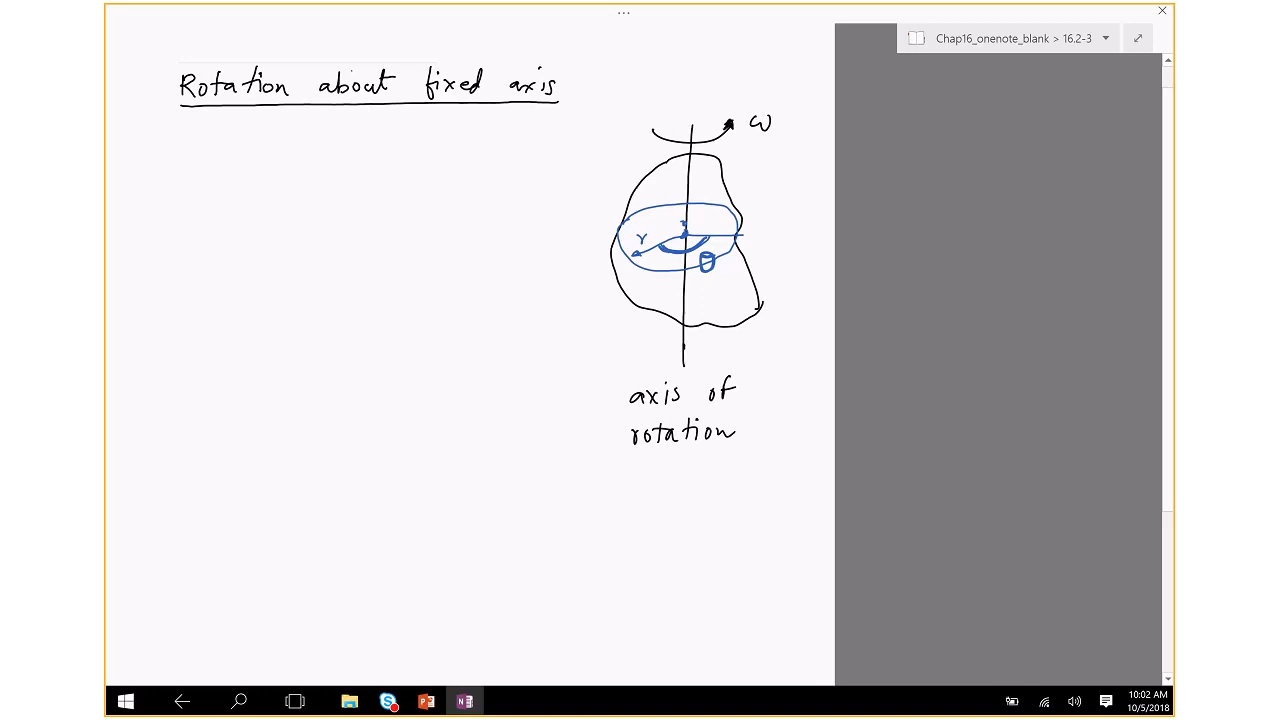 ...
Chap16_onenote_blank > 16.2-3
Rotation about fixed axis
ω
r
θ
axis of
rotation
10:02 AM
10/5/2018